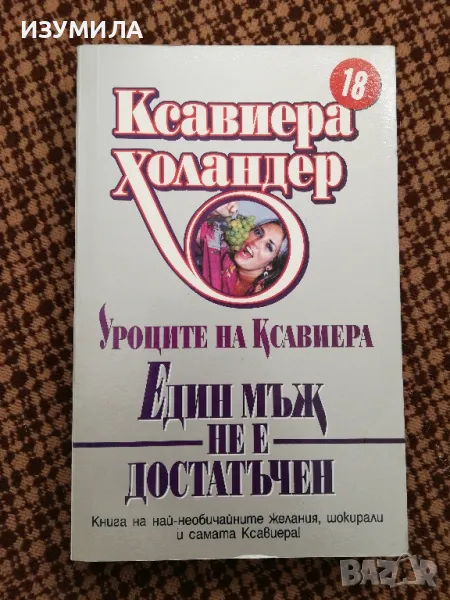 ИЗУМИЛА
18
Ксавиера
Холандер
Уроците на Ксавиера
Един мъж
не е
достатъчен
Книга на най-необичайните желания, шокирали
и самата Ксавиера!
BAZAR